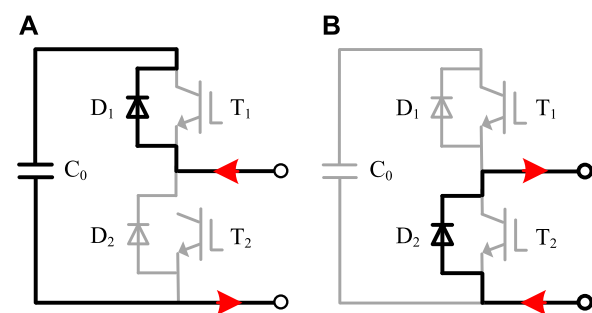 A
D₁
T₁
C₀
D₂
T₂
B
D₁
T₁
C₀
D₂
T₂